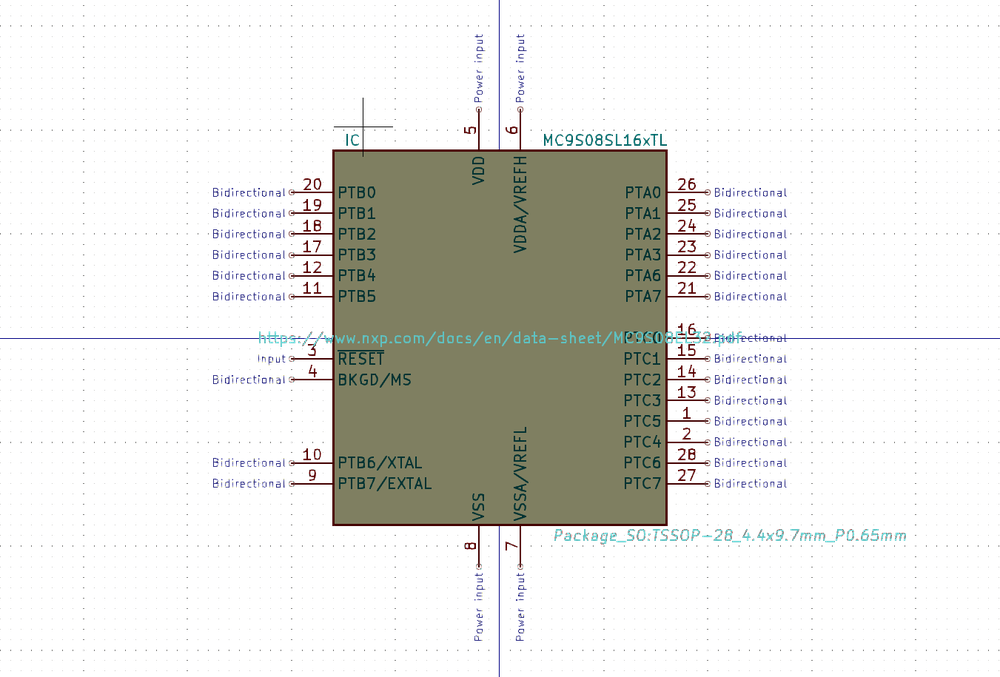 Power input Power input
5 6
IC MC9S08SL16xTL
VDD VDDA/VREFH
Bidirectional 20 PTB0 PTA0 26 Bidirectional
Bidirectional 19 PTB1 PTA1 25 Bidirectional
Bidirectional 18 PTB2 PTA2 24 Bidirectional
Bidirectional 17 PTB3 PTA3 23 Bidirectional
Bidirectional 12 PTB4 PTA6 22 Bidirectional
Bidirectional 11 PTB5 PTA7 21 Bidirectional
https://www.nxp.com/docs/en/data-sheet/MC9S08EL32.pdf PTC0 16 Bidirectional
Input 3 RESET PTC1 15 Bidirectional
Bidirectional 4 BKGD/MS PTC2 14 Bidirectional
PTC3 13 Bidirectional
PTC5 1 Bidirectional
PTC4 2 Bidirectional
Bidirectional 10 PTB6/XTAL PTC6 28 Bidirectional
Bidirectional 9 PTB7/EXTAL PTC7 27 Bidirectional
VSS VSSA/VREFL
Package_SO:TSSOP-28_4.4x9.7mm_P0.65mm
8 7
Power input Power input